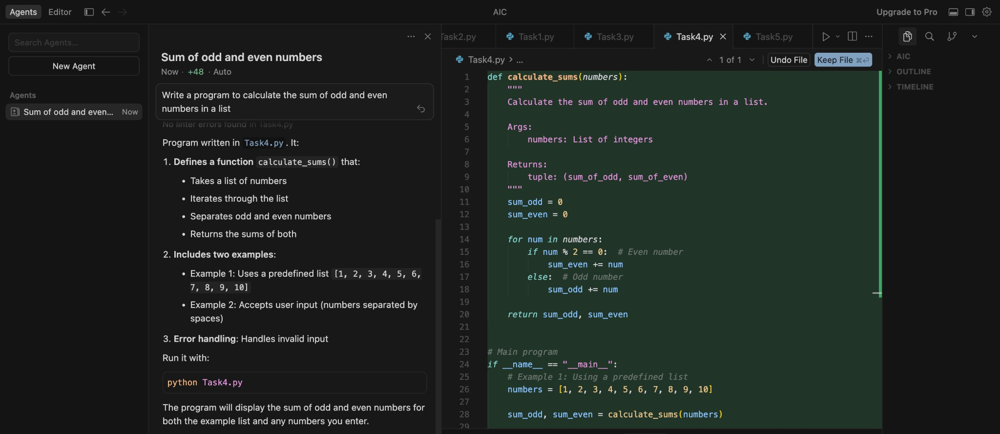 Agents Editor AIC Upgrade to Pro
Search Agents...
New Agent
Agents
Sum of odd and even... Now
Sum of odd and even numbers
Now · +48 · Auto
Write a program to calculate the sum of odd and even
numbers in a list
No linter errors found in Task4.py
Program written in Task4.py. It:
1. Defines a function calculate_sums() that:
• Takes a list of numbers
• Iterates through the list
• Separates odd and even numbers
• Returns the sums of both
2. Includes two examples:
• Example 1: Uses a predefined list [1, 2, 3, 4, 5, 6,
7, 8, 9, 10]
• Example 2: Accepts user input (numbers separated by
spaces)
3. Error handling: Handles invalid input
Run it with:
python Task4.py
The program will display the sum of odd and even numbers for
both the example list and any numbers you enter.
Task2.py Task1.py Task3.py Task4.py Task5.py
Task4.py > ... 1 of 1 Undo File Keep File ⌘⏎
1 def calculate_sums(numbers):
2     """
3     Calculate the sum of odd and even numbers in a list.
4
5     Args:
6         numbers: List of integers
7
8     Returns:
9         tuple: (sum_of_odd, sum_of_even)
10     """
11     sum_odd = 0
12     sum_even = 0
13
14     for num in numbers:
15         if num % 2 == 0:  # Even number
16             sum_even += num
17         else:  # Odd number
18             sum_odd += num
19
20     return sum_odd, sum_even
21
22
23 # Main program
24 if __name__ == "__main__":
25     # Example 1: Using a predefined list
26     numbers = [1, 2, 3, 4, 5, 6, 7, 8, 9, 10]
27
28     sum_odd, sum_even = calculate_sums(numbers)
29
AIC
OUTLINE
TIMELINE